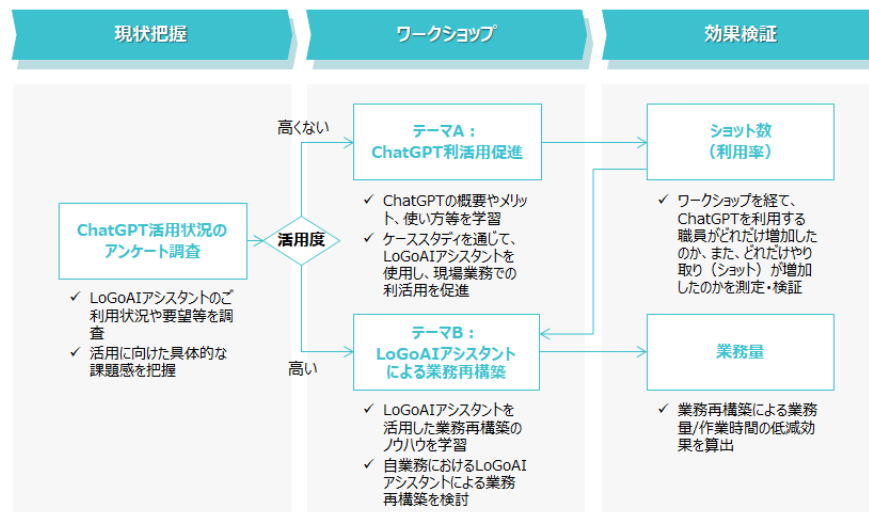 現状把握
ワークショップ
効果検証
ChatGPT活用状況の
アンケート調査
✓ LoGoAIアシスタントのご
利用状況や要望等を調
査
✓ 活用に向けた具体的な
課題感を把握
活用度
高くない
高い
テーマA：
ChatGPT利活用促進
✓ ChatGPTの概要やメリッ
ト、使い方等を学習
✓ ケーススタディを通じて、
LoGoAIアシスタントを
使用し、現場業務での
利活用を促進
テーマB：
LoGoAIアシスタント
による業務再構築
✓ LoGoAIアシスタントを
活用した業務再構築の
ノウハウを学習
✓ 自業務におけるLoGoAI
アシスタントによる業務
再構築を検討
ショット数
（利用率）
✓ ワークショップを経て、
ChatGPTを利用する
職員がどれだけ増加した
のか、また、どれだけやり
取り（ショット）が増加
したのかを測定・検証
業務量
✓ 業務再構築による業務
量/作業時間の低減効
果を算出